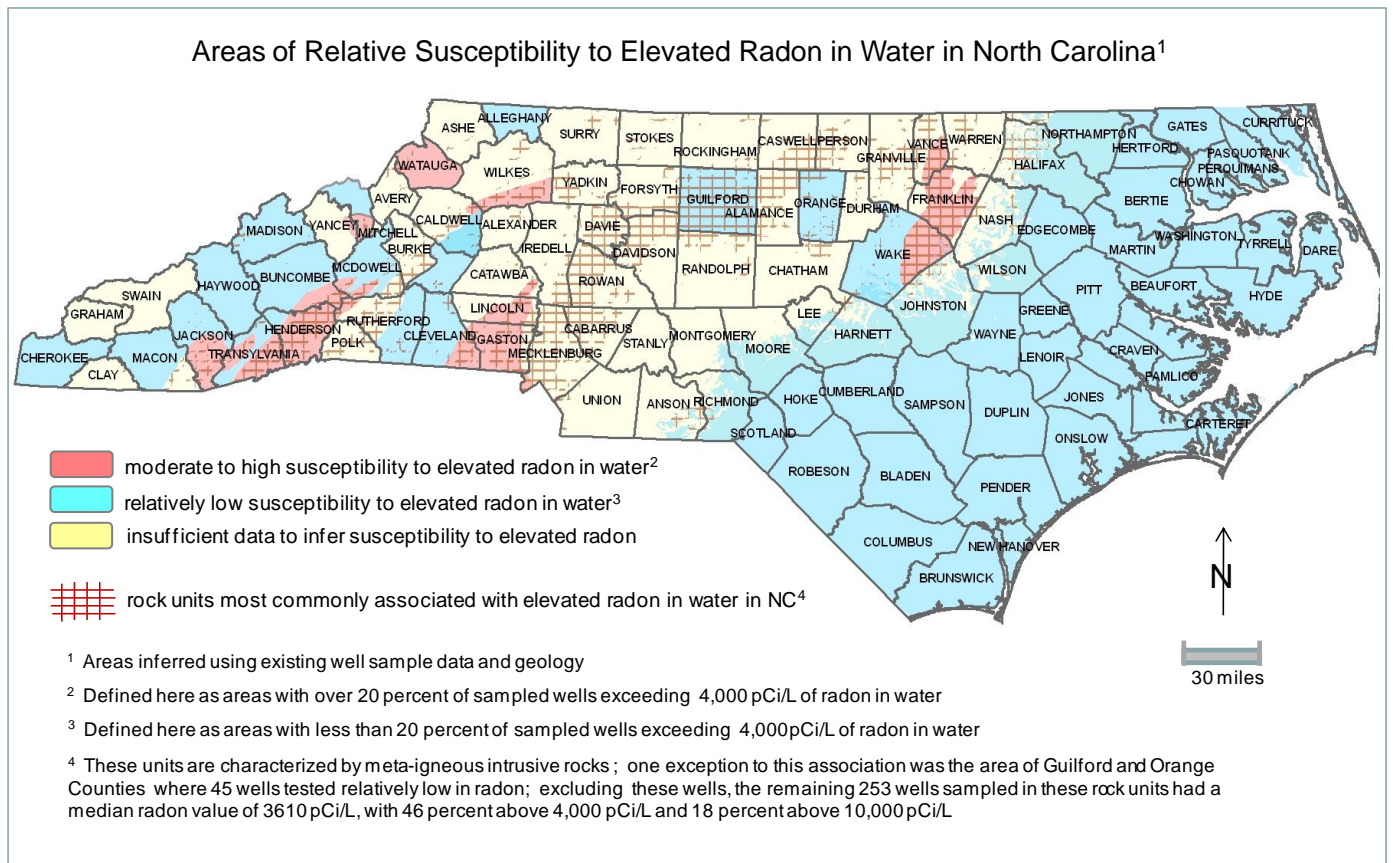 Areas of Relative Susceptibility to Elevated Radon in Water in North Carolina¹
ASHE
ALLEGHANY
SURRY
STOKES
ROCKINGHAM
CASWELL
PERSON
GRANVILLE
VANCE
WARREN
NORTHAMPTON
GATES
CURRITUCK
HERTFORD
PASQUOTANK
PERQUIMANS
CHOWAN
HALIFAX
WATAUGA
WILKES
YADKIN
FORSYTH
GUILFORD
ALAMANCE
ORANGE
DURHAM
FRANKLIN
NASH
BERTIE
AVERY
MITCHELL
YANCEY
MADISON
CALDWELL
ALEXANDER
DAVIE
IREDELL
DAVIDSON
EDGECOMBE
MARTIN
WASHINGTON
TYRRELL
DARE
BURKE
MCDOWELL
BUNCOMBE
HAYWOOD
CATAWBA
ROWAN
RANDOLPH
CHATHAM
WAKE
WILSON
PITT
BEAUFORT
HYDE
SWAIN
GRAHAM
LINCOLN
RUTHERFORD
HENDERSON
POLK
JACKSON
TRANSYLVANIA
MACON
CHEROKEE
CLAY
CLEVELAND
GASTON
MECKLENBURG
CABARRUS
STANLY
MONTGOMERY
MOORE
LEE
HARNETT
JOHNSTON
WAYNE
GREENE
LENOIR
CRAVEN
PAMLICO
JONES
CARTERET
UNION
ANSON
RICHMOND
HOKE
CUMBERLAND
SAMPSON
DUPLIN
ONSLOW
SCOTLAND
ROBESON
BLADEN
PENDER
COLUMBUS
NEW HANOVER
BRUNSWICK
moderate to high susceptibility to elevated radon in water²
relatively low susceptibility to elevated radon in water³
insufficient data to infer susceptibility to elevated radon
rock units most commonly associated with elevated radon in water in NC⁴
N
30 miles
¹ Areas inferred using existing well sample data and geology
² Defined here as areas with over 20 percent of sampled wells exceeding 4,000 pCi/L of radon in water
³ Defined here as areas with less than 20 percent of sampled wells exceeding 4,000pCi/L of radon in water
⁴ These units are characterized by meta-igneous intrusive rocks ; one exception to this association was the area of Guilford and Orange
Counties where 45 wells tested relatively low in radon; excluding these wells, the remaining 253 wells sampled in these rock units had a
median radon value of 3610 pCi/L, with 46 percent above 4,000 pCi/L and 18 percent above 10,000 pCi/L